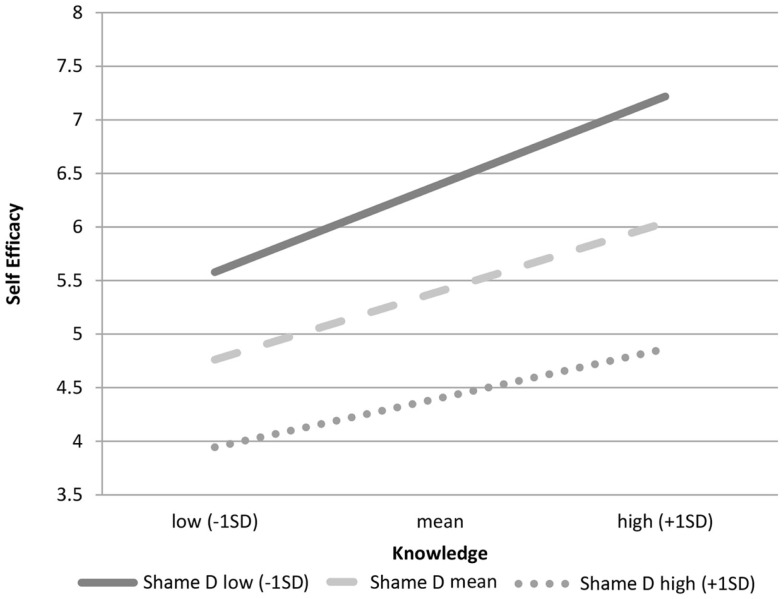 8
7.5
7
6.5
6
5.5
5
4.5
4
3.5
Self Efficacy
low (-1SD) mean high (+1SD)
Knowledge
Shame D low (-1SD) Shame D mean Shame D high (+1SD)